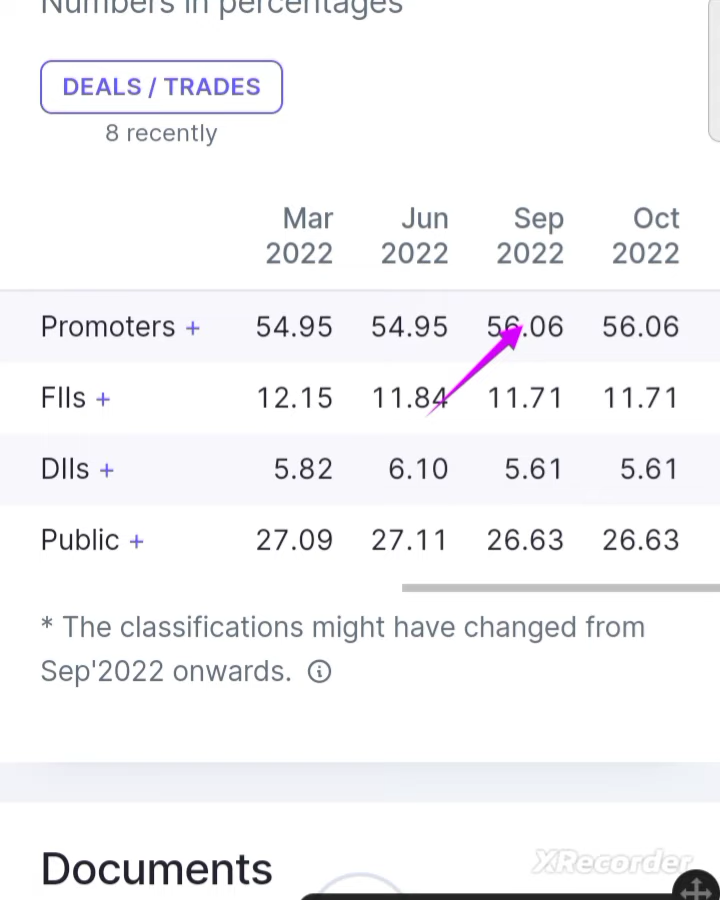 Numbers in percentages
DEALS / TRADES
8 recently
Mar 2022 Jun 2022 Sep 2022 Oct 2022
Promoters + 54.95 54.95 56.06 56.06
FIIs + 12.15 11.84 11.71 11.71
DIIs + 5.82 6.10 5.61 5.61
Public + 27.09 27.11 26.63 26.63
* The classifications might have changed from
Sep'2022 onwards.
Documents
XRecorder